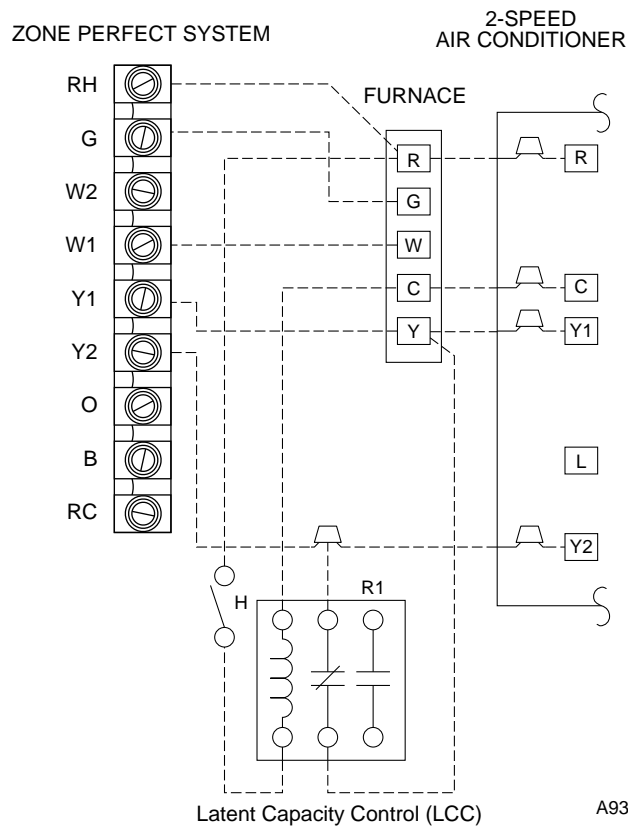 2-SPEED
ZONE PERFECT SYSTEM
AIR CONDITIONER
FURNACE
RH
G
W2
W1
Y1
Y2
O
B
RC
R
G
W
C
Y
R
C
Y1
L
Y2
H
R1
Latent Capacity Control (LCC)
A93